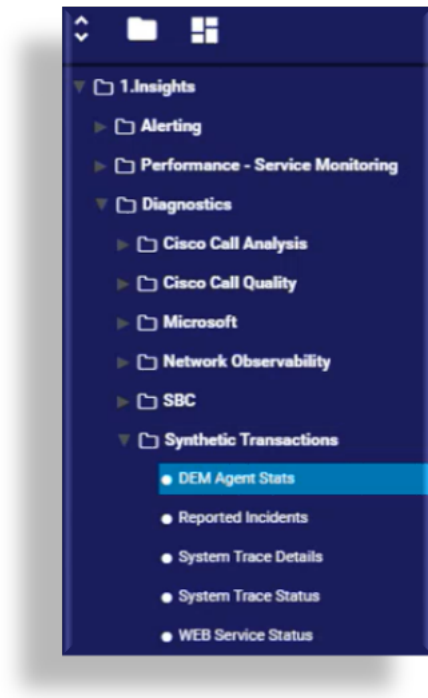 1.Insights
Alerting
Performance - Service Monitoring
Diagnostics
Cisco Call Analysis
Cisco Call Quality
Microsoft
Network Observability
SBC
Synthetic Transactions
DEM Agent Stats
Reported Incidents
System Trace Details
System Trace Status
WEB Service Status